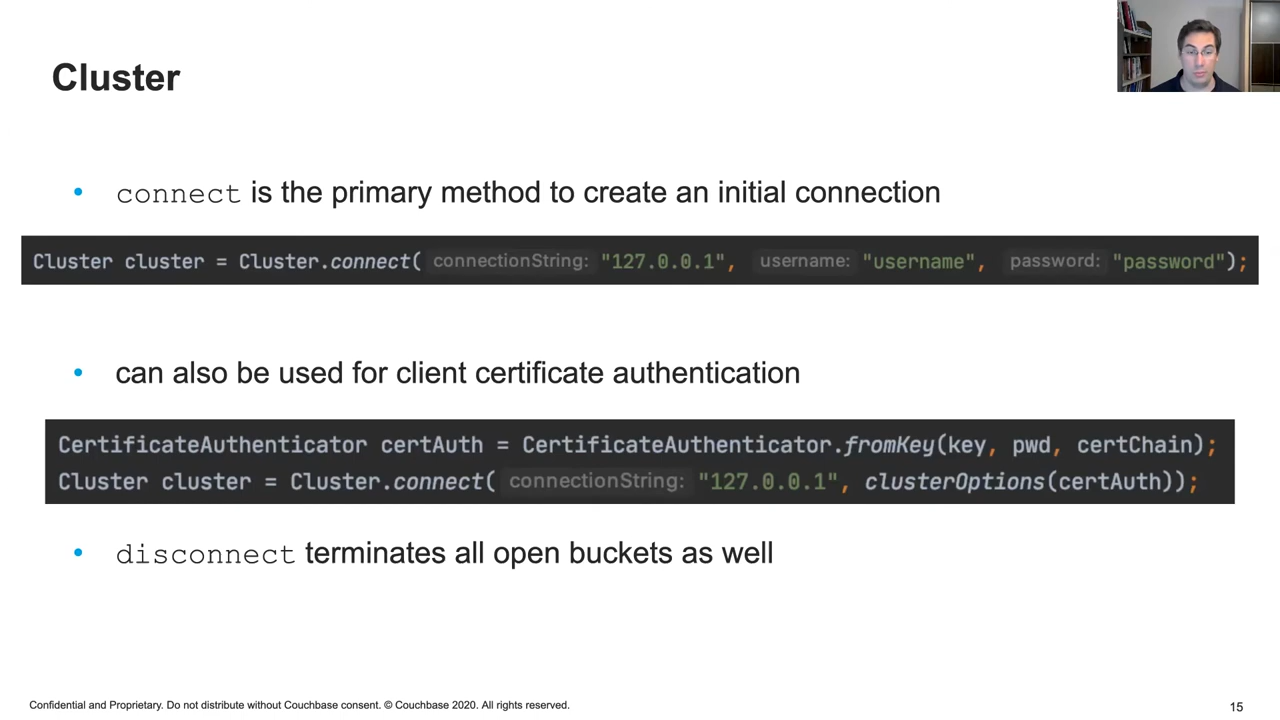 Cluster
• connect is the primary method to create an initial connection
Cluster cluster = Cluster.connect( connectionString: "127.0.0.1", username: "username", password: "password");
• can also be used for client certificate authentication
CertificateAuthenticator certAuth = CertificateAuthenticator.fromKey(key, pwd, certChain);
Cluster cluster = Cluster.connect( connectionString: "127.0.0.1", clusterOptions(certAuth));
• disconnect terminates all open buckets as well
Confidential and Proprietary. Do not distribute without Couchbase consent. © Couchbase 2020. All rights reserved.
15